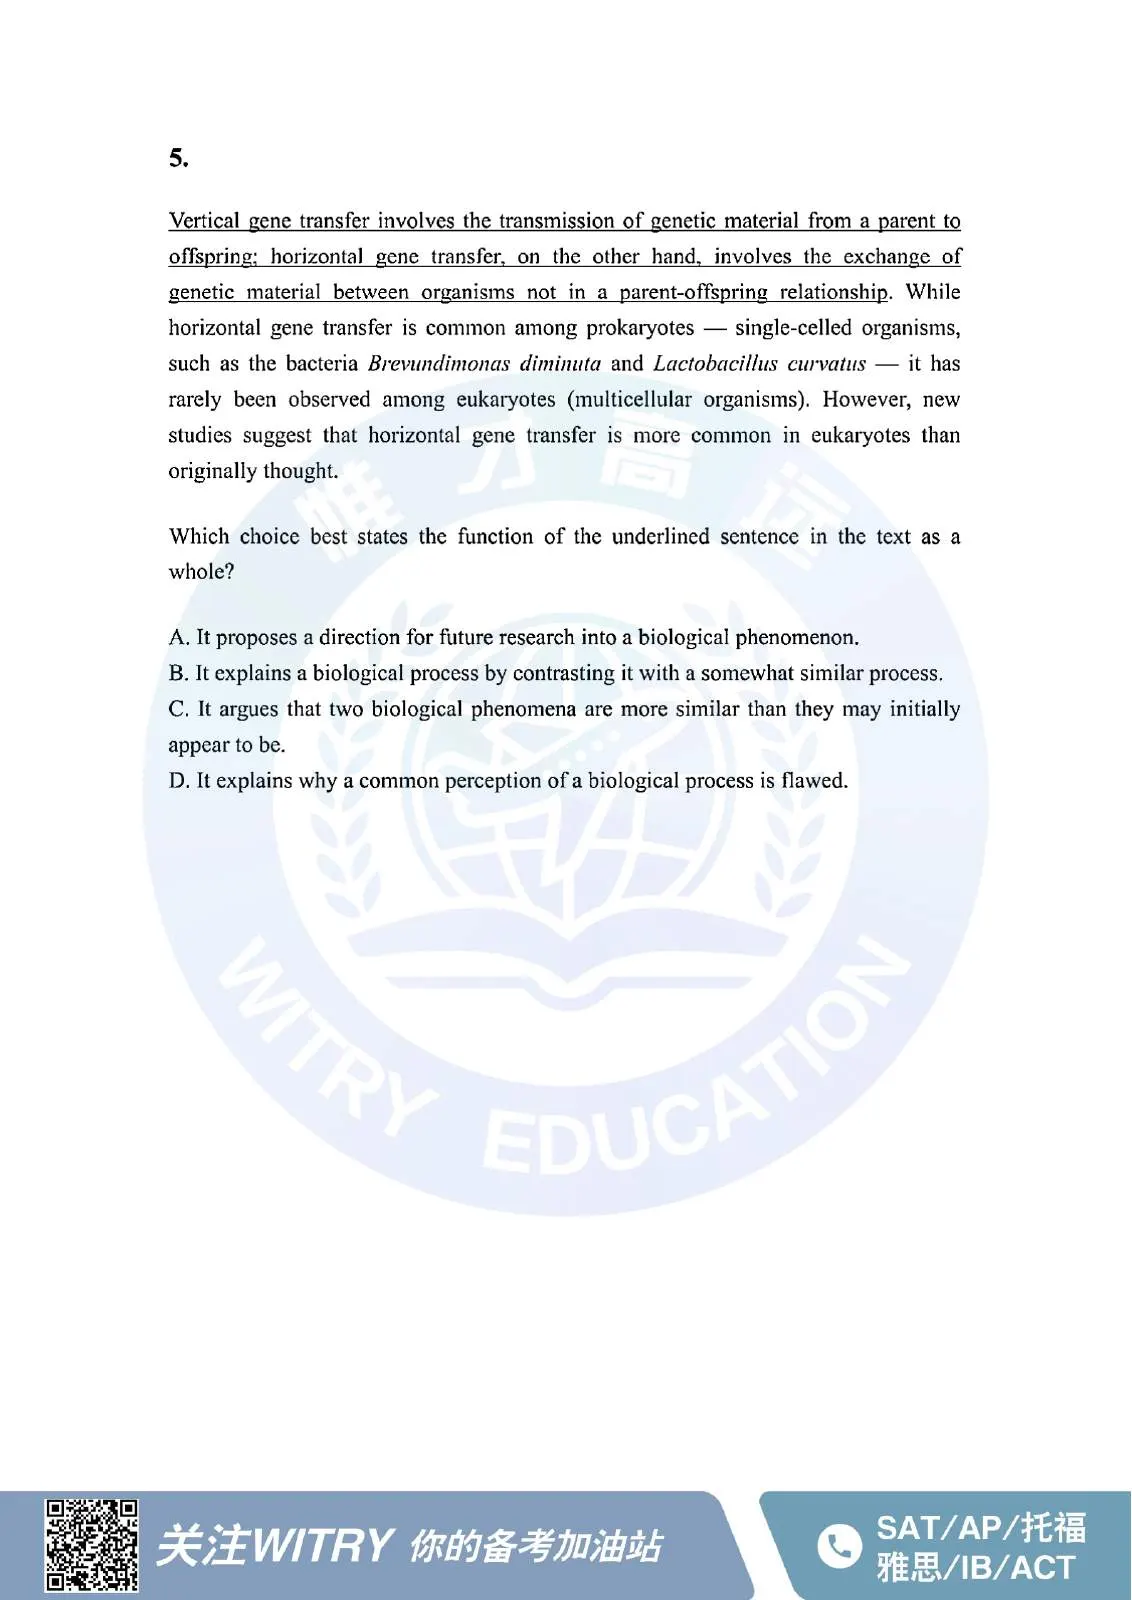 5.
Vertical gene transfer involves the transmission of genetic material from a parent to
offspring; horizontal gene transfer, on the other hand, involves the exchange of
genetic material between organisms not in a parent-offspring relationship. While
horizontal gene transfer is common among prokaryotes — single-celled organisms,
such as the bacteria Brevundimonas diminuta and Lactobacillus curvatus — it has
rarely been observed among eukaryotes (multicellular organisms). However, new
studies suggest that horizontal gene transfer is more common in eukaryotes than
originally thought.
Which choice best states the function of the underlined sentence in the text as a
whole?
A. It proposes a direction for future research into a biological phenomenon.
B. It explains a biological process by contrasting it with a somewhat similar process.
C. It argues that two biological phenomena are more similar than they may initially
appear to be.
D. It explains why a common perception of a biological process is flawed.
惟才高远
WITRY EDUCATION
关注WITRY 你的备考加油站
SAT/AP/托福
雅思/IB/ACT